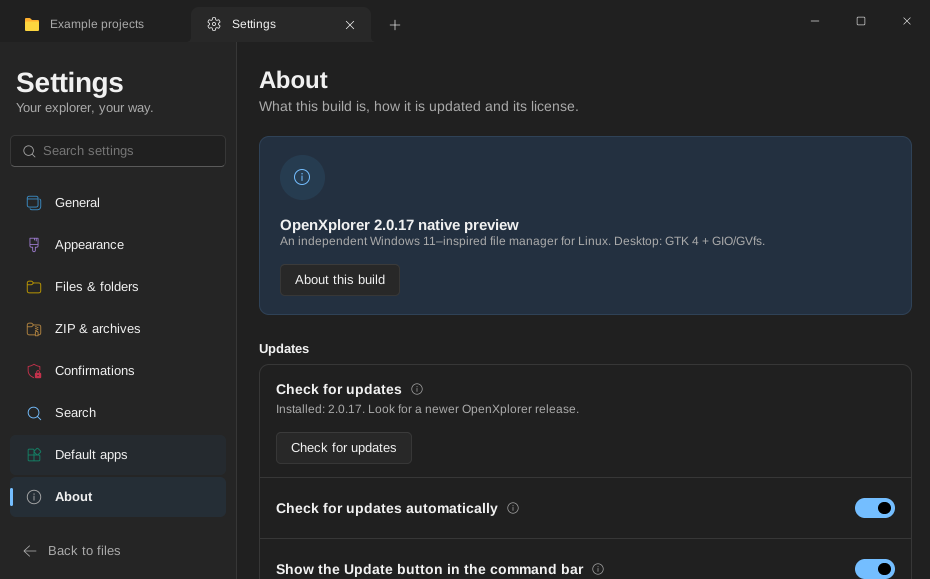 Example projects
Settings
Settings
Your explorer, your way.
Search settings
General
Appearance
Files & folders
ZIP & archives
Confirmations
Search
Default apps
About
Back to files
About
What this build is, how it is updated and its license.
OpenXplorer 2.0.17 native preview
An independent Windows 11–inspired file manager for Linux. Desktop: GTK 4 + GIO/GVfs.
About this build
Updates
Check for updates
Installed: 2.0.17. Look for a newer OpenXplorer release.
Check for updates
Check for updates automatically
Show the Update button in the command bar